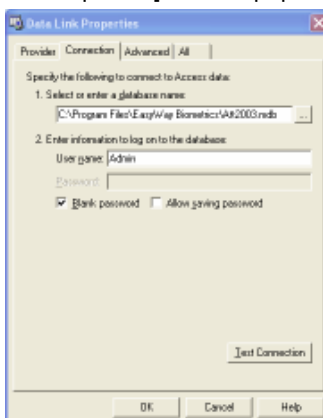 Data Link Properties
Provider Connection Advanced All
Specify the following to connect to Access data:
1. Select or enter a database name:
C:\Program Files\EasyWay Biometrics\Att2003.mdb ...
2. Enter information to log on to the database:
User name: Admin
Password:
Blank password Allow saving password
Test Connection
OK Cancel Help